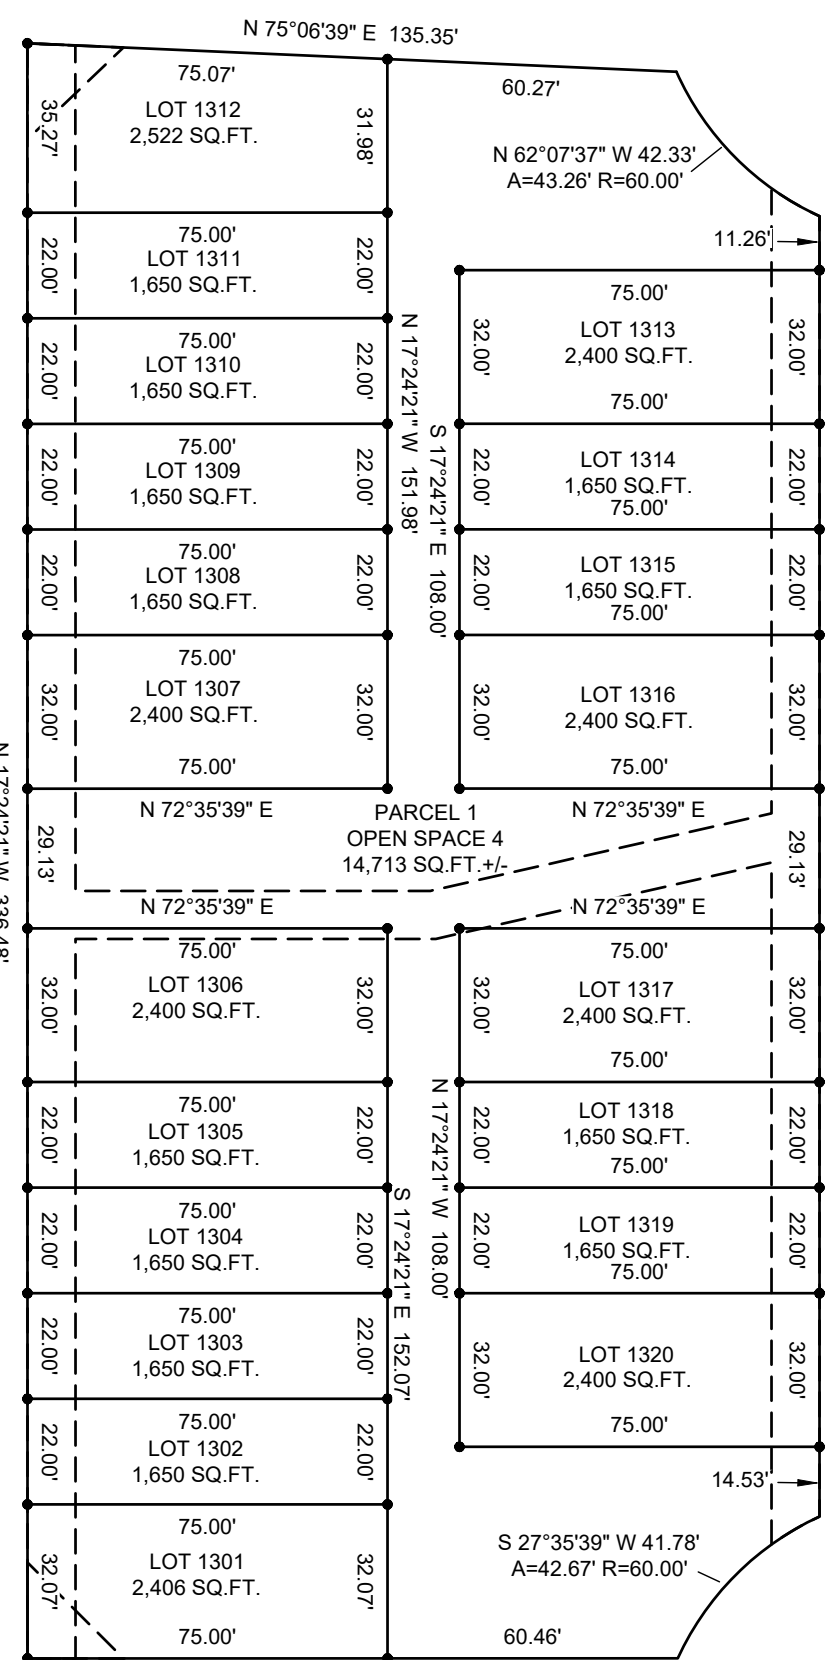 N 75°06'39" E 135.35'
75.07'
LOT 1312
2,522 SQ.FT.
35.27'
31.98'
60.27'
N 62°07'37" W 42.33'
A=43.26' R=60.00'
11.26'
75.00'
LOT 1311
1,650 SQ.FT.
22.00'
22.00'
75.00'
LOT 1310
1,650 SQ.FT.
22.00'
22.00'
75.00'
LOT 1309
1,650 SQ.FT.
22.00'
22.00'
75.00'
LOT 1308
1,650 SQ.FT.
22.00'
22.00'
75.00'
LOT 1307
2,400 SQ.FT.
32.00'
32.00'
75.00'
N 72°35'39" E
N 17°24'21" W 151.98'
S 17°24'21" E 108.00'
75.00'
LOT 1313
2,400 SQ.FT.
32.00'
32.00'
75.00'
LOT 1314
1,650 SQ.FT.
22.00'
22.00'
75.00'
LOT 1315
1,650 SQ.FT.
22.00'
22.00'
75.00'
LOT 1316
2,400 SQ.FT.
32.00'
32.00'
75.00'
N 72°35'39" E
N 17°24'21" W 336.48'
29.13'
PARCEL 1
OPEN SPACE 4
14,713 SQ.FT.+/-
29.13'
N 72°35'39" E
75.00'
LOT 1306
2,400 SQ.FT.
32.00'
32.00'
75.00'
LOT 1305
1,650 SQ.FT.
22.00'
22.00'
75.00'
LOT 1304
1,650 SQ.FT.
22.00'
22.00'
75.00'
LOT 1303
1,650 SQ.FT.
22.00'
22.00'
75.00'
LOT 1302
1,650 SQ.FT.
22.00'
22.00'
75.00'
LOT 1301
2,406 SQ.FT.
32.07'
32.07'
75.00'
S 17°24'21" E 152.07'
N 17°24'21" W 108.00'
N 72°35'39" E
75.00'
LOT 1317
2,400 SQ.FT.
32.00'
32.00'
75.00'
LOT 1318
1,650 SQ.FT.
22.00'
22.00'
75.00'
LOT 1319
1,650 SQ.FT.
22.00'
22.00'
75.00'
LOT 1320
2,400 SQ.FT.
32.00'
32.00'
75.00'
14.53'
S 27°35'39" W 41.78'
A=42.67' R=60.00'
60.46'